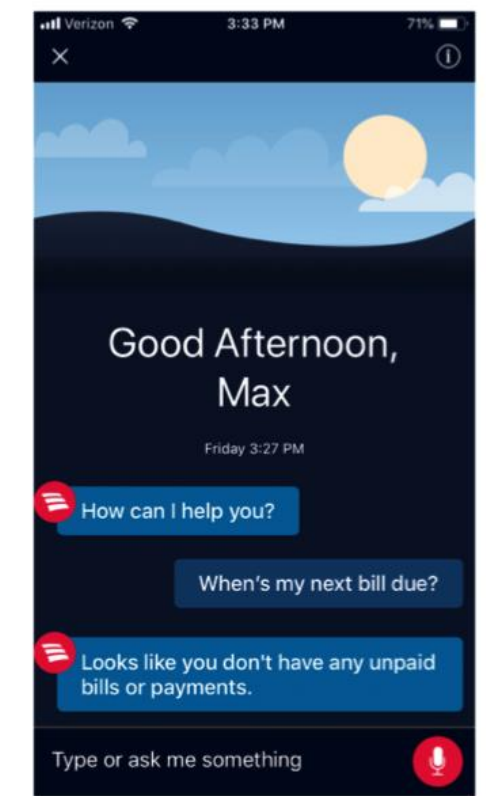 Verizon 3:33 PM 71%
Good Afternoon,
Max
Friday 3:27 PM
How can I help you?
When's my next bill due?
Looks like you don't have any unpaid
bills or payments.
Type or ask me something